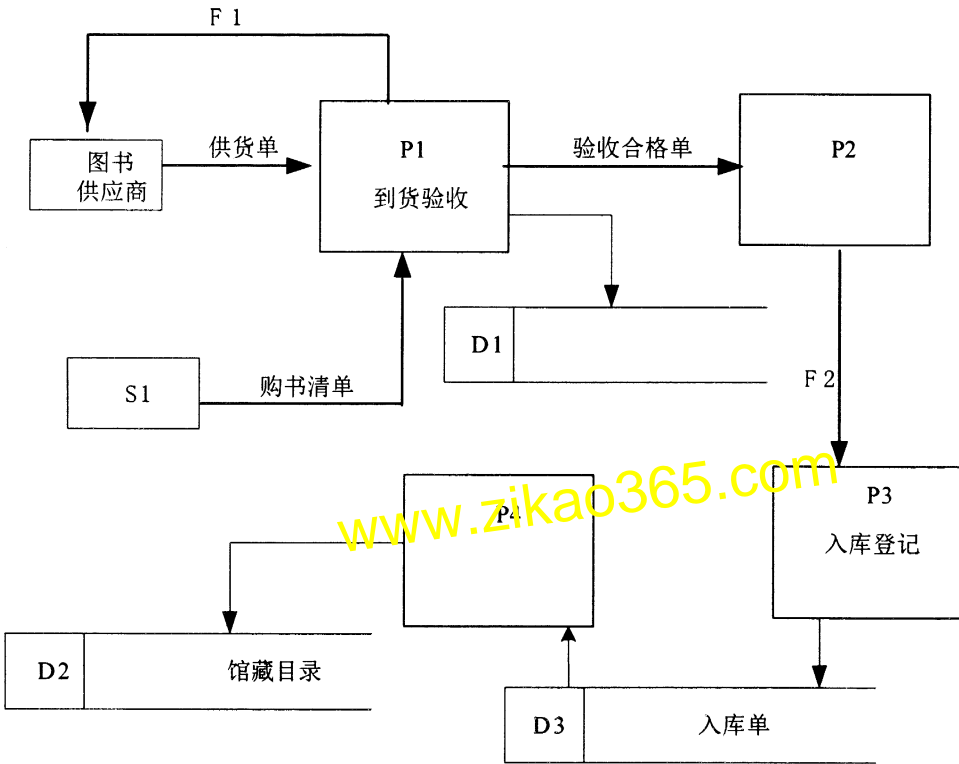 F 1
图书
供应商
供货单
P1
到货验收
验收合格单
P2
D1
S1
购书清单
F 2
P3
入库登记
P4
www.zikao365.com
D2
馆藏目录
D3
入库单